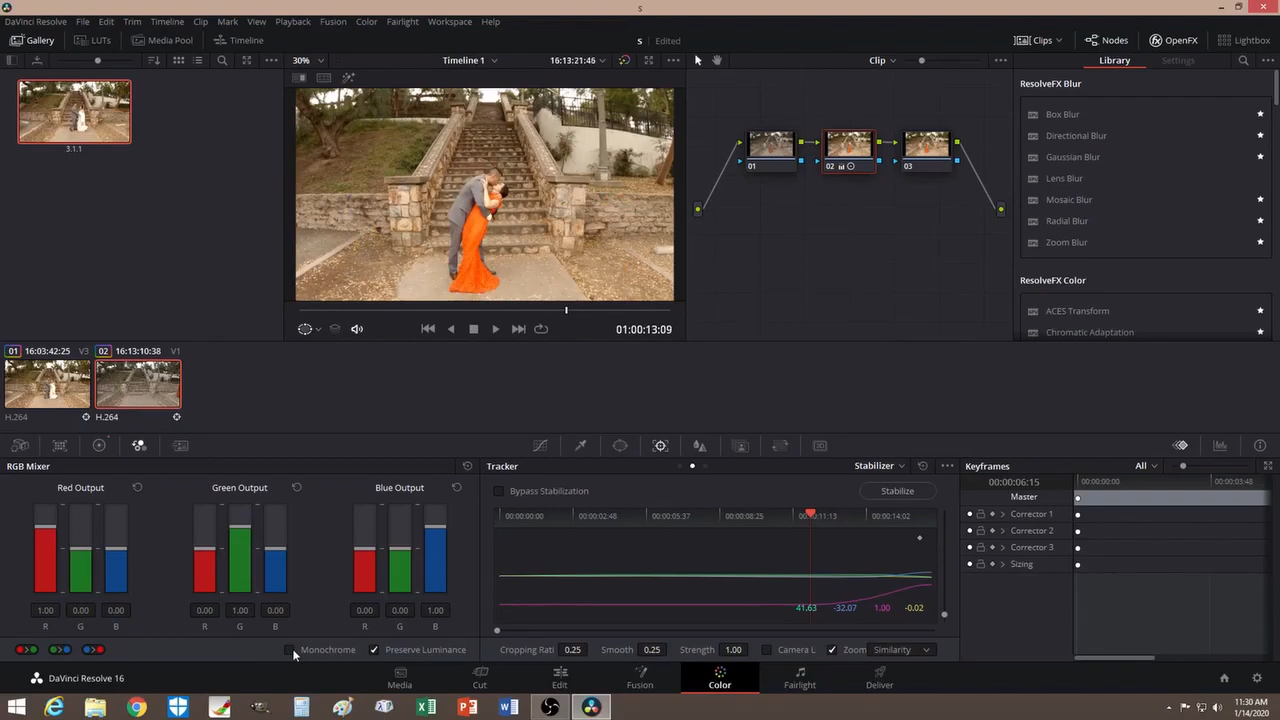 s
DaVinci Resolve File Edit Trim Timeline Clip Mark View Playback Fusion Color Fairlight Workspace Help
Gallery LUTs Media Pool Timeline s Edited Clips Nodes OpenFX Lightbox
30% Timeline 1 16:13:21:46 Clip Library Settings
ResolveFX Blur
Box Blur
Directional Blur
Gaussian Blur
Lens Blur
Mosaic Blur
Radial Blur
Zoom Blur
ResolveFX Color
ACES Transform
Chromatic Adaptation
3.1.1
01 02 03
01:00:13:09
01 16:03:42:25 V3 02 16:13:10:38 V1
H.264 H.264
RGB Mixer
Red Output Green Output Blue Output
1.00 0.00 0.00 0.00 1.00 0.00 0.00 0.00 1.00
R G B R G B R G B
Monochrome Preserve Luminance
Tracker Stabilizer
Bypass Stabilization Stabilize
00:00:00:00 00:00:02:48 00:00:05:37 00:00:08:25 00:00:11:13 00:00:14:02
41.63 -32.07 1.00 -0.02
Cropping Rati 0.25 Smooth 0.25 Strength 1.00 Camera L Zoom Similarity
Keyframes All
00:00:06:15 00:00:00:00 00:00:03:48
Master
Corrector 1
Corrector 2
Corrector 3
Sizing
DaVinci Resolve 16 Media Cut Edit Fusion Color Fairlight Deliver
11:30 AM
1/14/2020